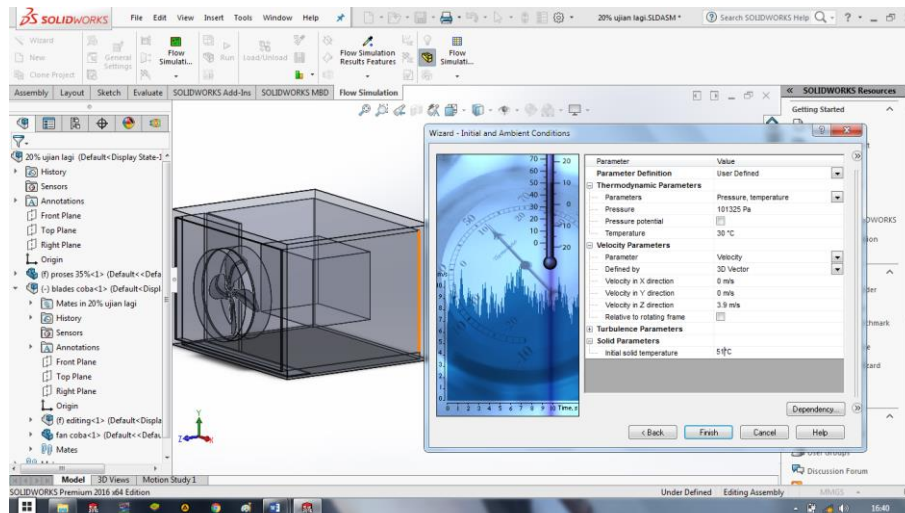 SOLIDWORKS File Edit View Insert Tools Window Help 20% ujian lagi.SLDASM * Search SOLIDWORKS Help
Wizard
New
Clone Project
General Settings
Flow Simulati...
Run
Load/Unload
Flow Simulation Results Features
Flow Simulati...
Assembly Layout Sketch Evaluate SOLIDWORKS Add-Ins SOLIDWORKS MBD Flow Simulation
SOLIDWORKS Resources
Getting Started
20% ujian lagi (Default<Display State-1
History
Sensors
Annotations
Front Plane
Top Plane
Right Plane
Origin
(f) proses 35%<1> (Default<<Defa
(-) blades coba<1> (Default<Displ
Mates in 20% ujian lagi
History
Sensors
Annotations
Front Plane
Top Plane
Right Plane
Origin
(f) editing<1> (Default<Displa
fan coba<1> (Default<<Defau
Mates
Wizard - Initial and Ambient Conditions
Parameter Value
Parameter Definition User Defined
Thermodynamic Parameters
Parameters Pressure, temperature
Pressure 101325 Pa
Pressure potential
Temperature 30 °C
Velocity Parameters
Parameter Velocity
Defined by 3D Vector
Velocity in X direction 0 m/s
Velocity in Y direction 0 m/s
Velocity in Z direction 3.9 m/s
Relative to rotating frame
Turbulence Parameters
Solid Parameters
Initial solid temperature 51°C
Dependency...
< Back Finish Cancel Help
Discussion Forum
Model 3D Views Motion Study 1
SOLIDWORKS Premium 2016 x64 Edition Under Defined Editing Assembly MMGS
16:40